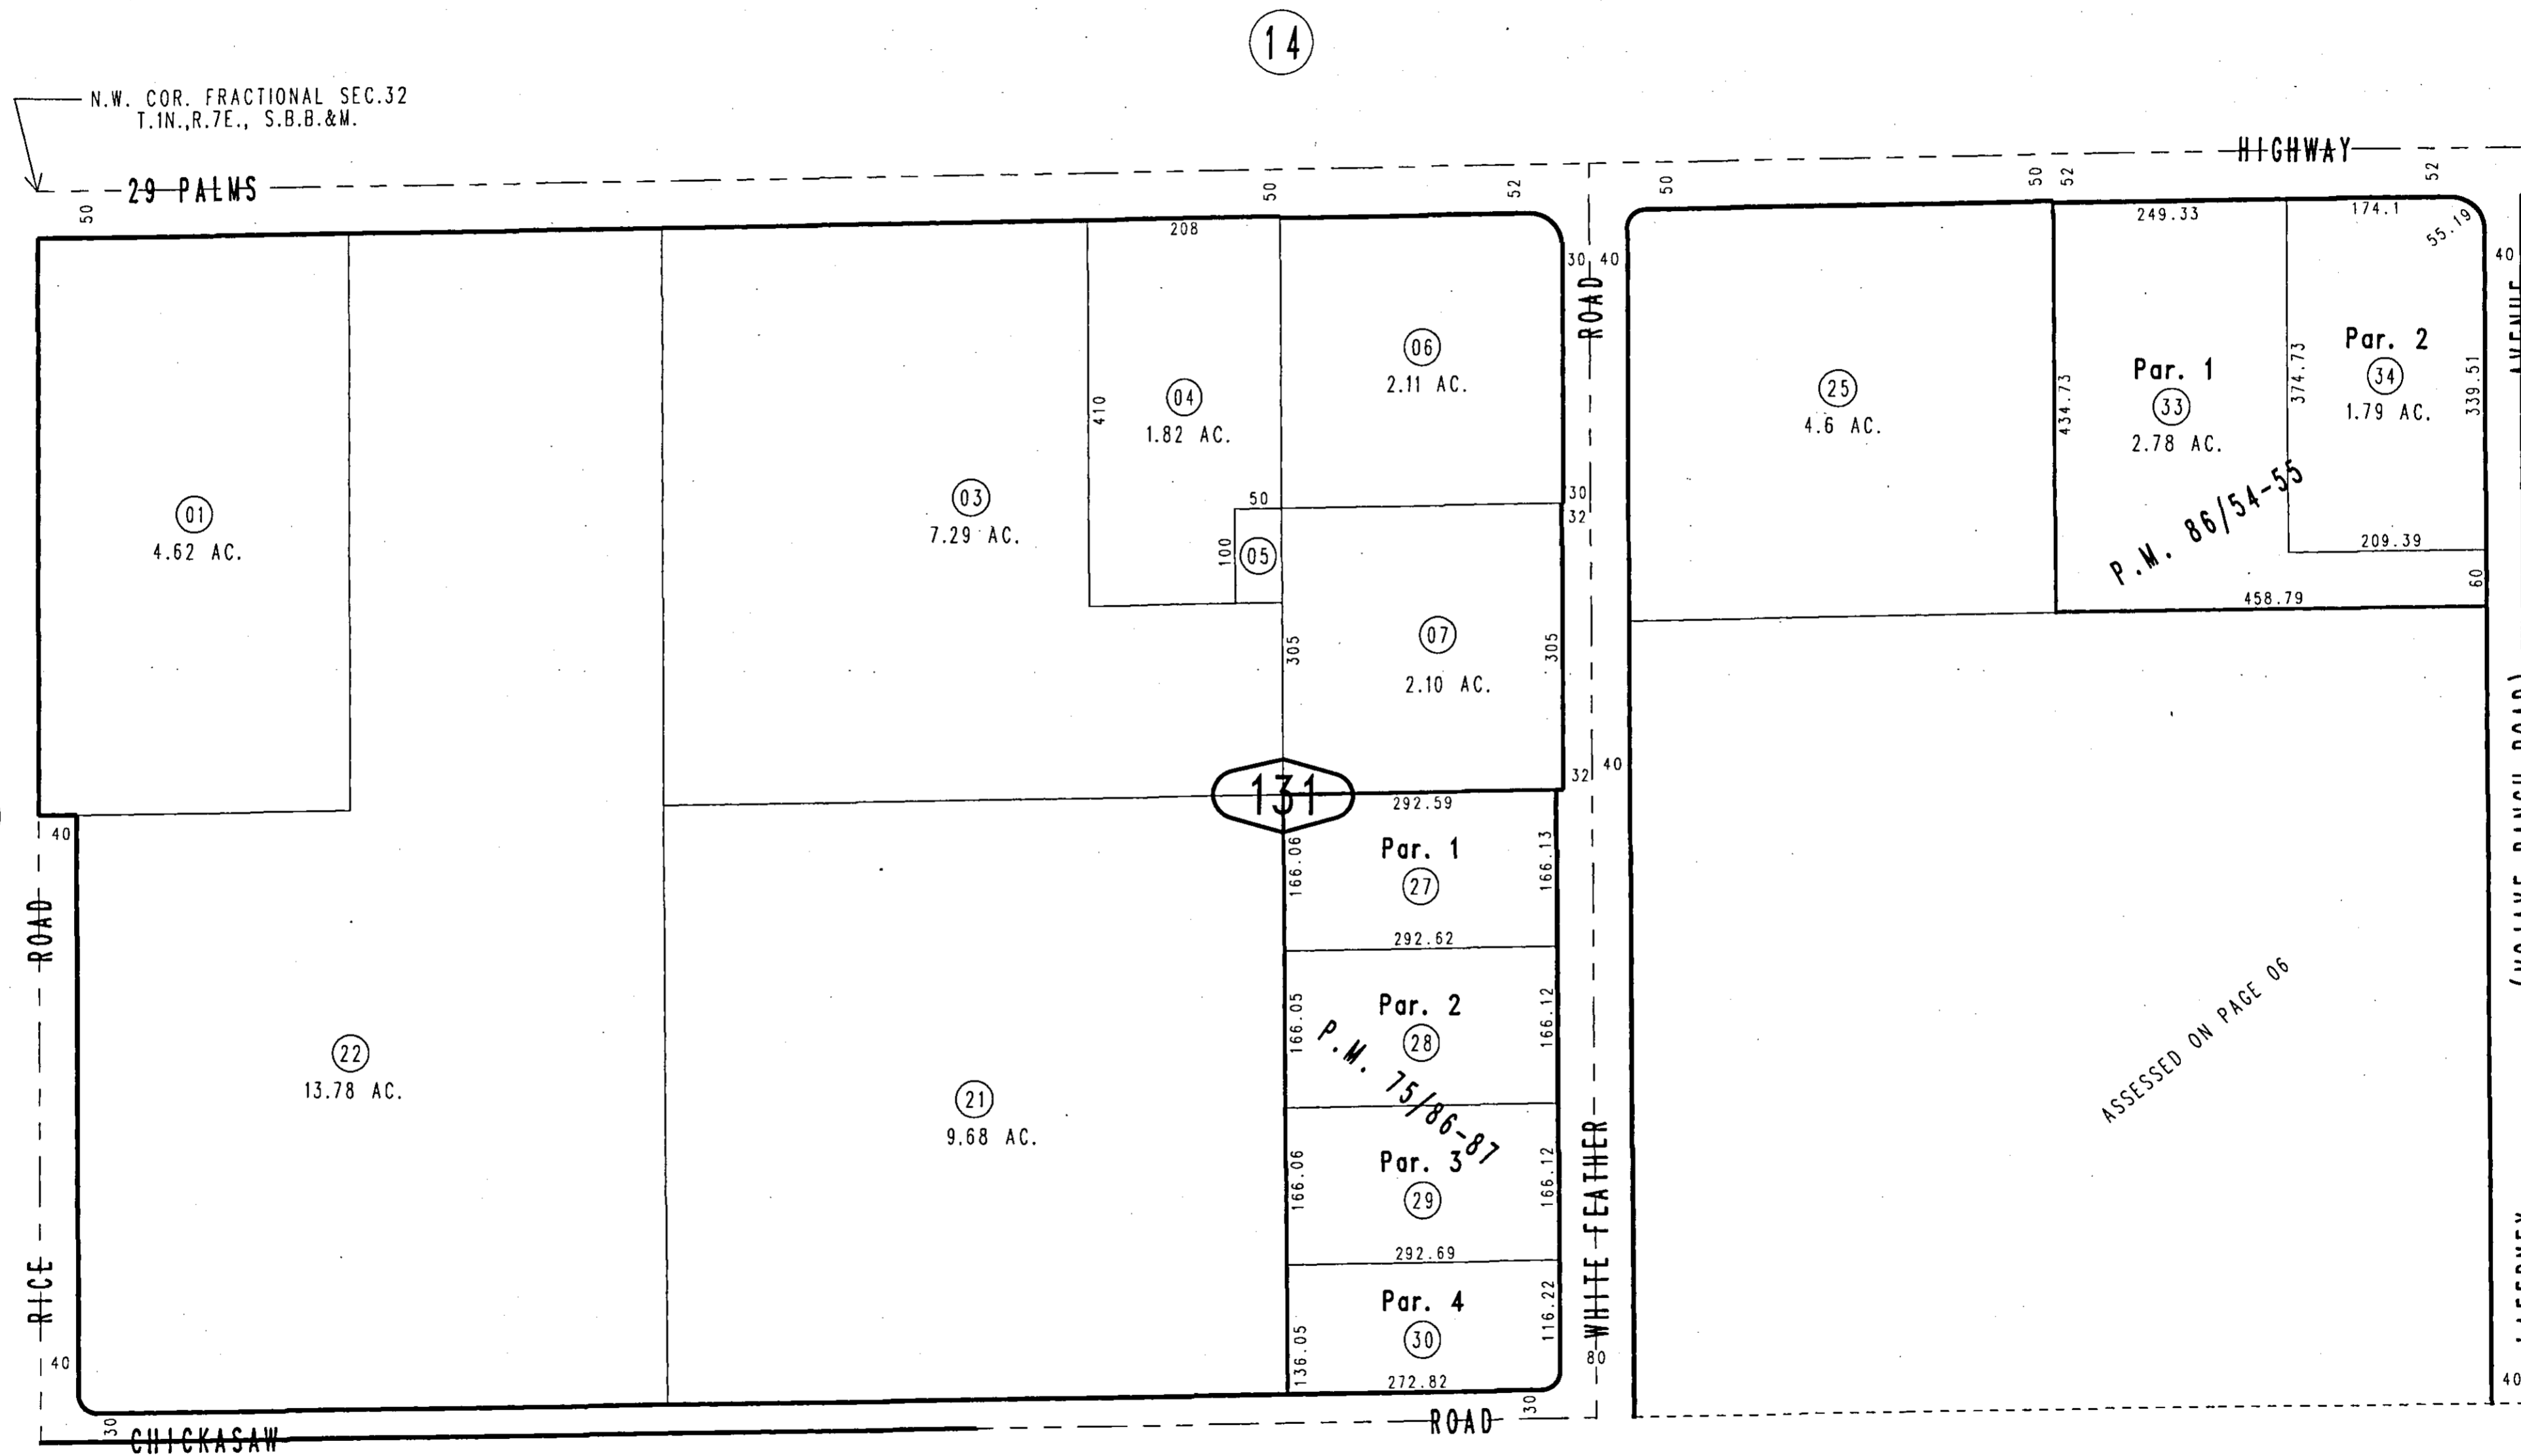 14
N.W. COR. FRACTIONAL SEC.32
T.1N.,R.7E., S.B.B.&M.
29 PALMS
HIGHWAY
50
50
52
50
50
52
52
208
249.33
174.1
55.19
30
40
40
ROAD
01
4.62 AC.
03
7.29 AC.
410
04
1.82 AC.
06
2.11 AC.
25
4.6 AC.
434.73
Par. 1
33
2.78 AC.
374.73
Par. 2
34
1.79 AC.
339.51
P.M. 86/54-55
209.39
60
458.79
50
100
05
30
32
305
07
2.10 AC.
305
32
40
131
292.59
40
166.06
Par. 1
27
166.13
292.62
166.05
Par. 2
28
166.12
P.M. 75/86-87
166.06
Par. 3
29
166.12
292.69
136.05
Par. 4
30
116.22
272.82
22
13.78 AC.
21
9.68 AC.
ROAD
RICE
40
WHITE FEATHER
80
ASSESSED ON PAGE 06
40
30
30
CHICKASAW
ROAD